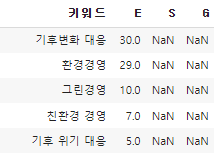 키워드 E S G
기후변화 대응 30.0 NaN NaN
환경경영 29.0 NaN NaN
그린경영 10.0 NaN NaN
친환경 경영 7.0 NaN NaN
기후 위기 대응 5.0 NaN NaN